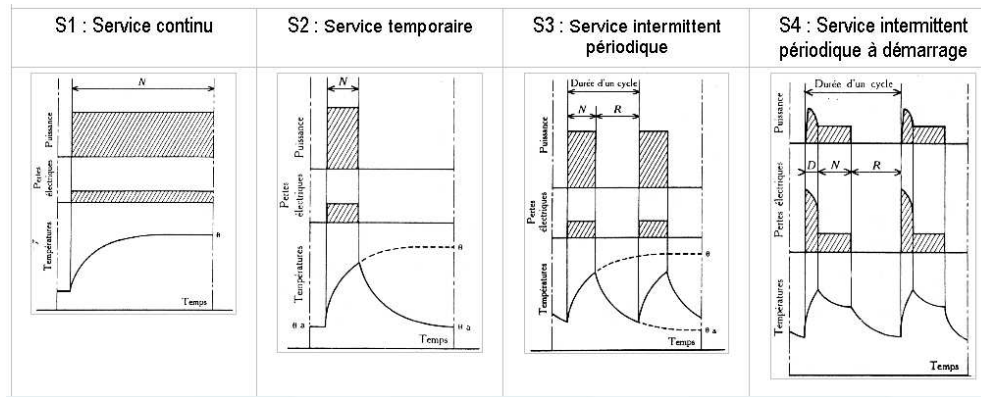 S1 : Service continu
S2 : Service temporaire
S3 : Service intermittent
périodique
S4 : Service intermittent
périodique à démarrage
N
Puissance
Pertes
électriques
Températures
θ
Temps
N
Puissance
Pertes
électriques
Températures
θ
θ a
θ a
Temps
Durée d'un cycle
N
R
Puissance
Pertes
électriques
Températures
θ
θ a
Temps
Durée d'un cycle
Puissance
D
N
R
Pertes électriques
Températures
Temps